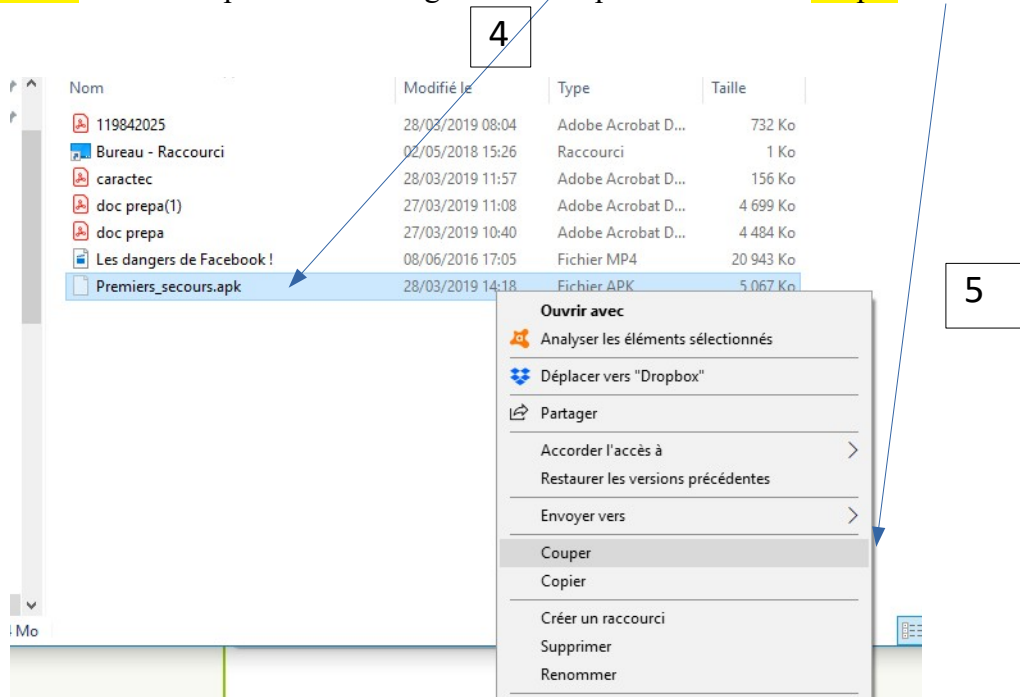 4
Nom Modifié le Type Taille
119842025 28/03/2019 08:04 Adobe Acrobat D... 732 Ko
Bureau - Raccourci 02/05/2018 15:26 Raccourci 1 Ko
caractec 28/03/2019 11:57 Adobe Acrobat D... 156 Ko
doc prepa(1) 27/03/2019 11:08 Adobe Acrobat D... 4 699 Ko
doc prepa 27/03/2019 10:40 Adobe Acrobat D... 4 484 Ko
Les dangers de Facebook ! 08/06/2016 17:05 Fichier MP4 20 943 Ko
Premiers_secours.apk 28/03/2019 14:18 Fichier APK 5 067 Ko
5
Ouvrir avec
Analyser les éléments sélectionnés
Déplacer vers "Dropbox"
Partager
Accorder l'accès à
Restaurer les versions précédentes
Envoyer vers
Couper
Copier
Créer un raccourci
Mo
Supprimer
Renommer